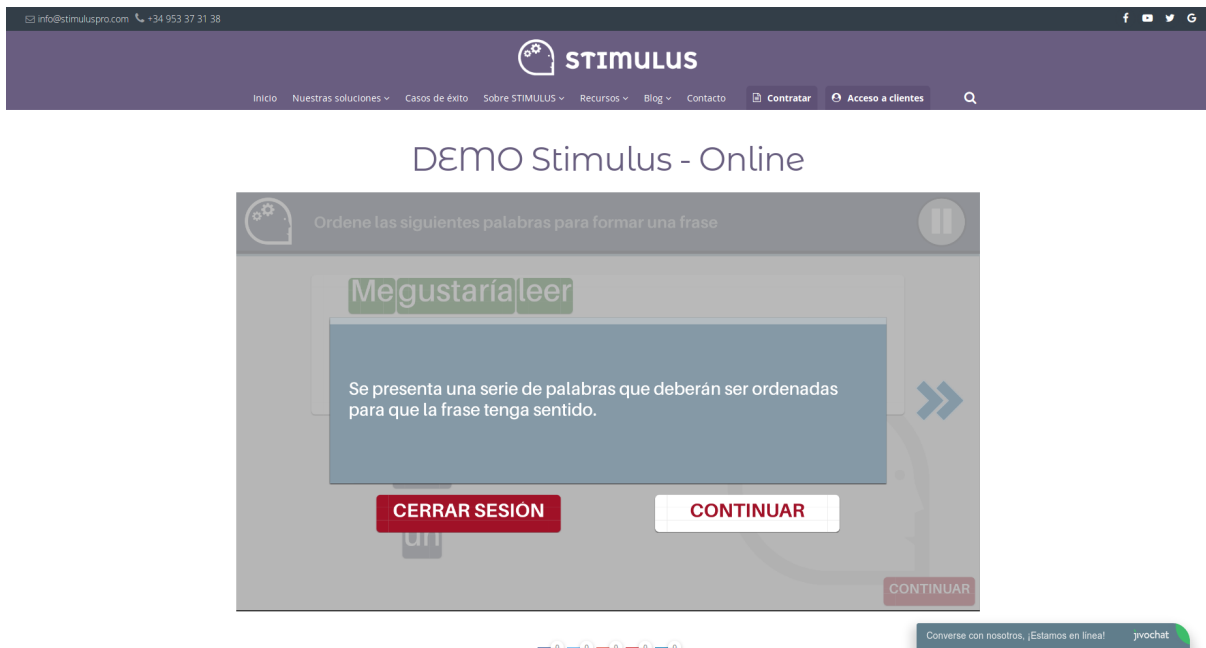 info@stimuluspro.com +34 953 37 31 38
STIMULUS
Inicio Nuestras soluciones Casos de éxito Sobre STIMULUS Recursos Blog Contacto Contratar Acceso a clientes
DEMO Stimulus - Online
Ordene las siguientes palabras para formar una frase
Me gustaría leer
Se presenta una serie de palabras que deberán ser ordenadas
para que la frase tenga sentido.
CERRAR SESIÓN CONTINUAR
un
CONTINUAR
Converse con nosotros, ¡Estamos en línea! jivochat